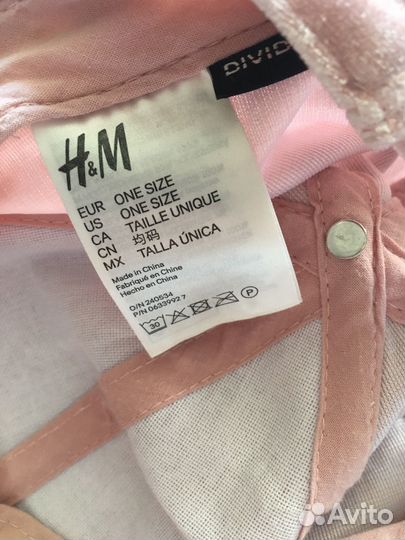 DIVID
H&M
EUR ONE SIZE
US ONE SIZE
CA TAILLE UNIQUE
CN 均码
MX TALLA ÚNICA
Made in China
Fabriqué en Chine
Hecho en China
O/N 240534
P/N 0633992 7
30 P
Avito